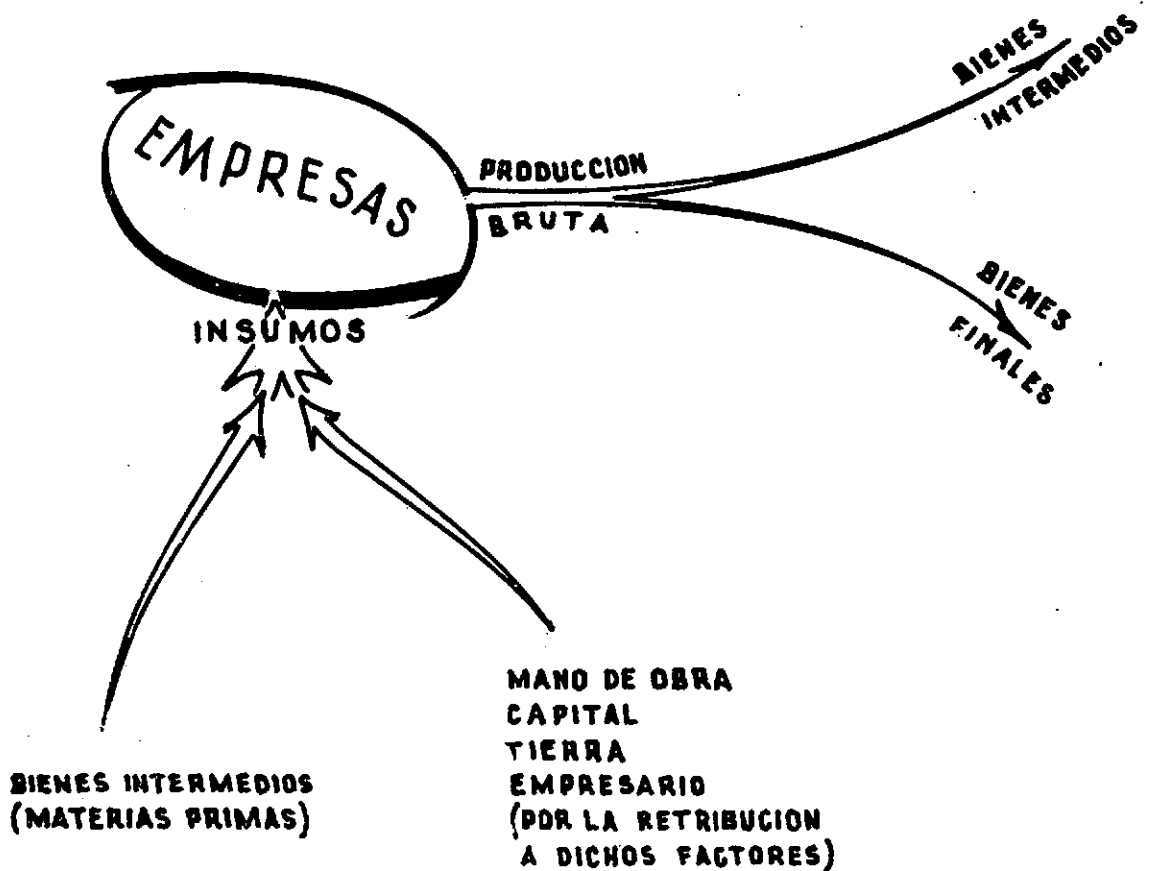 EMPRESAS
PRODUCCION
BRUTA
BIENES
INTERMEDIOS
BIENES
FINALES
INSUMOS
BIENES INTERMEDIOS
(MATERIAS PRIMAS)
MANO DE OBRA
CAPITAL
TIERRA
EMPRESARIO
(POR LA RETRIBUCION
A DICHOS FACTORES)